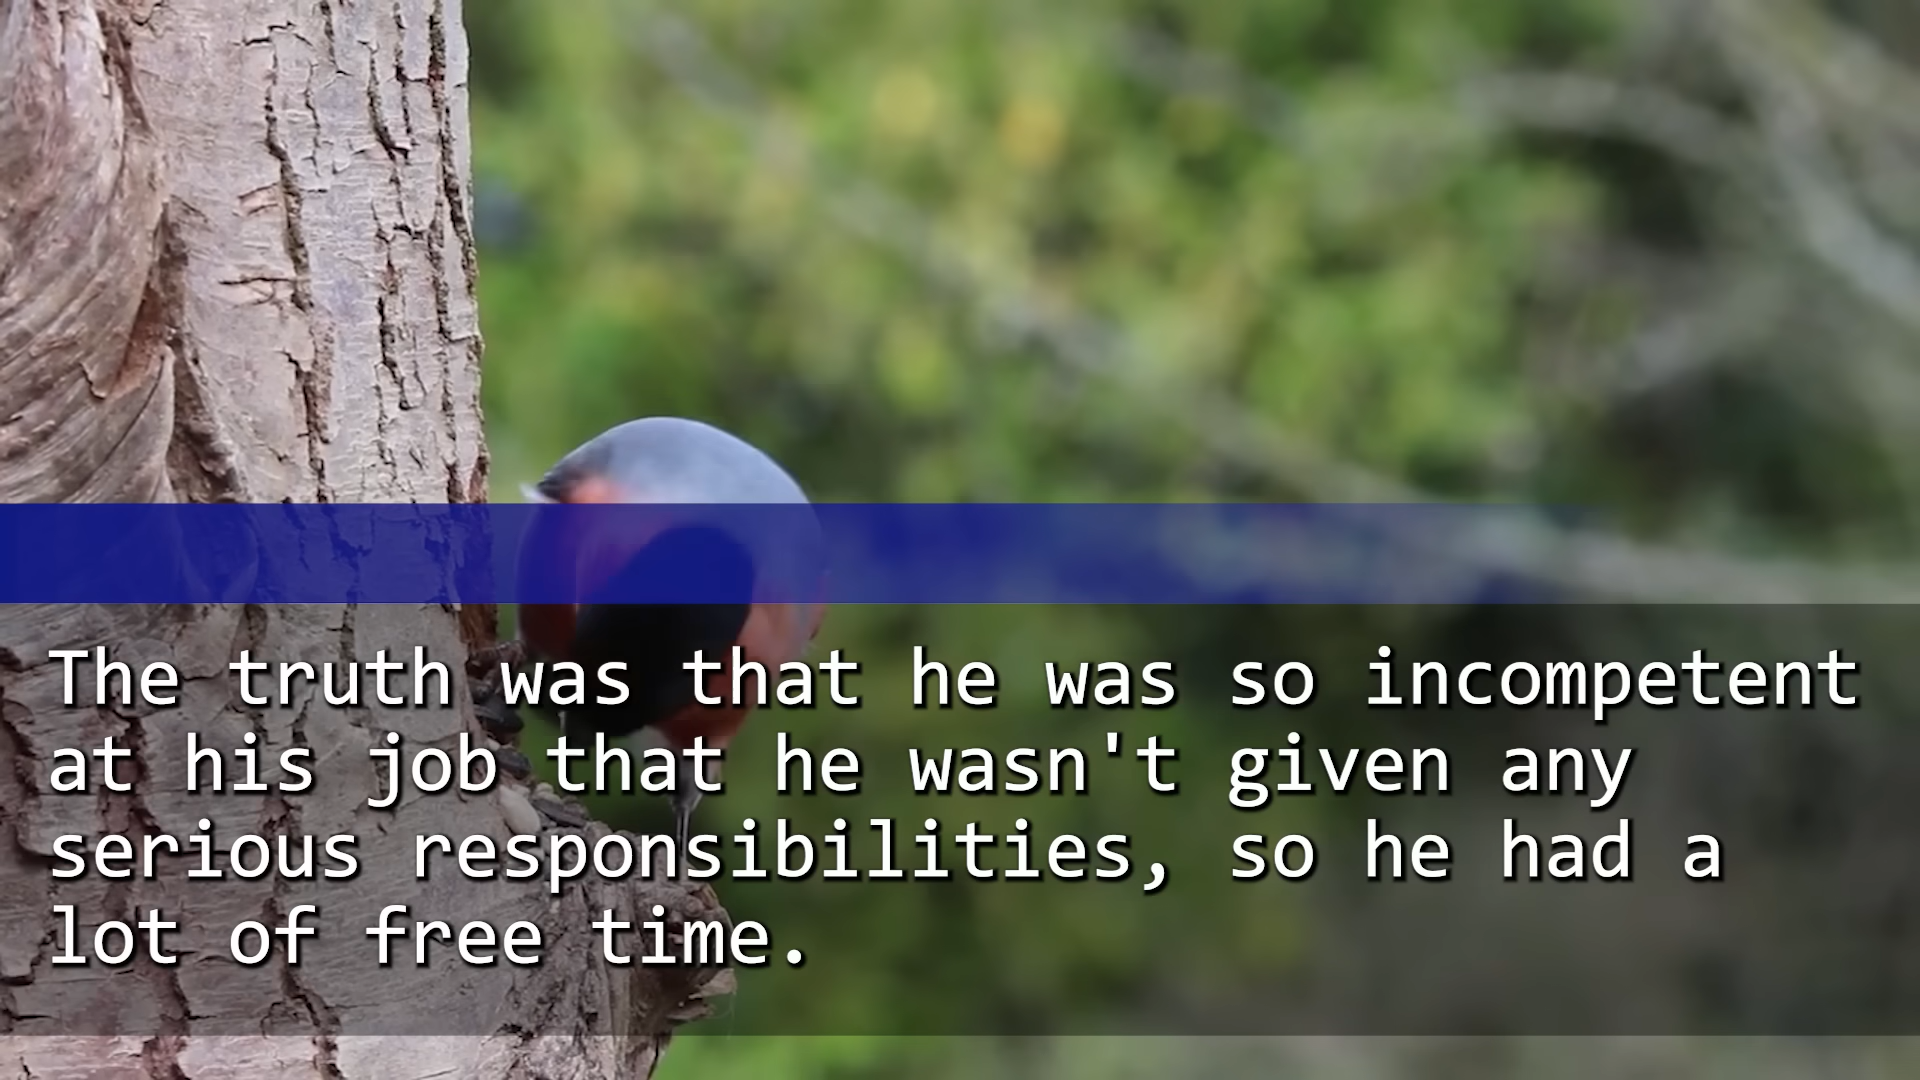 The truth was that he was so incompetent
at his job that he wasn't given any
serious responsibilities, so he had a
lot of free time.